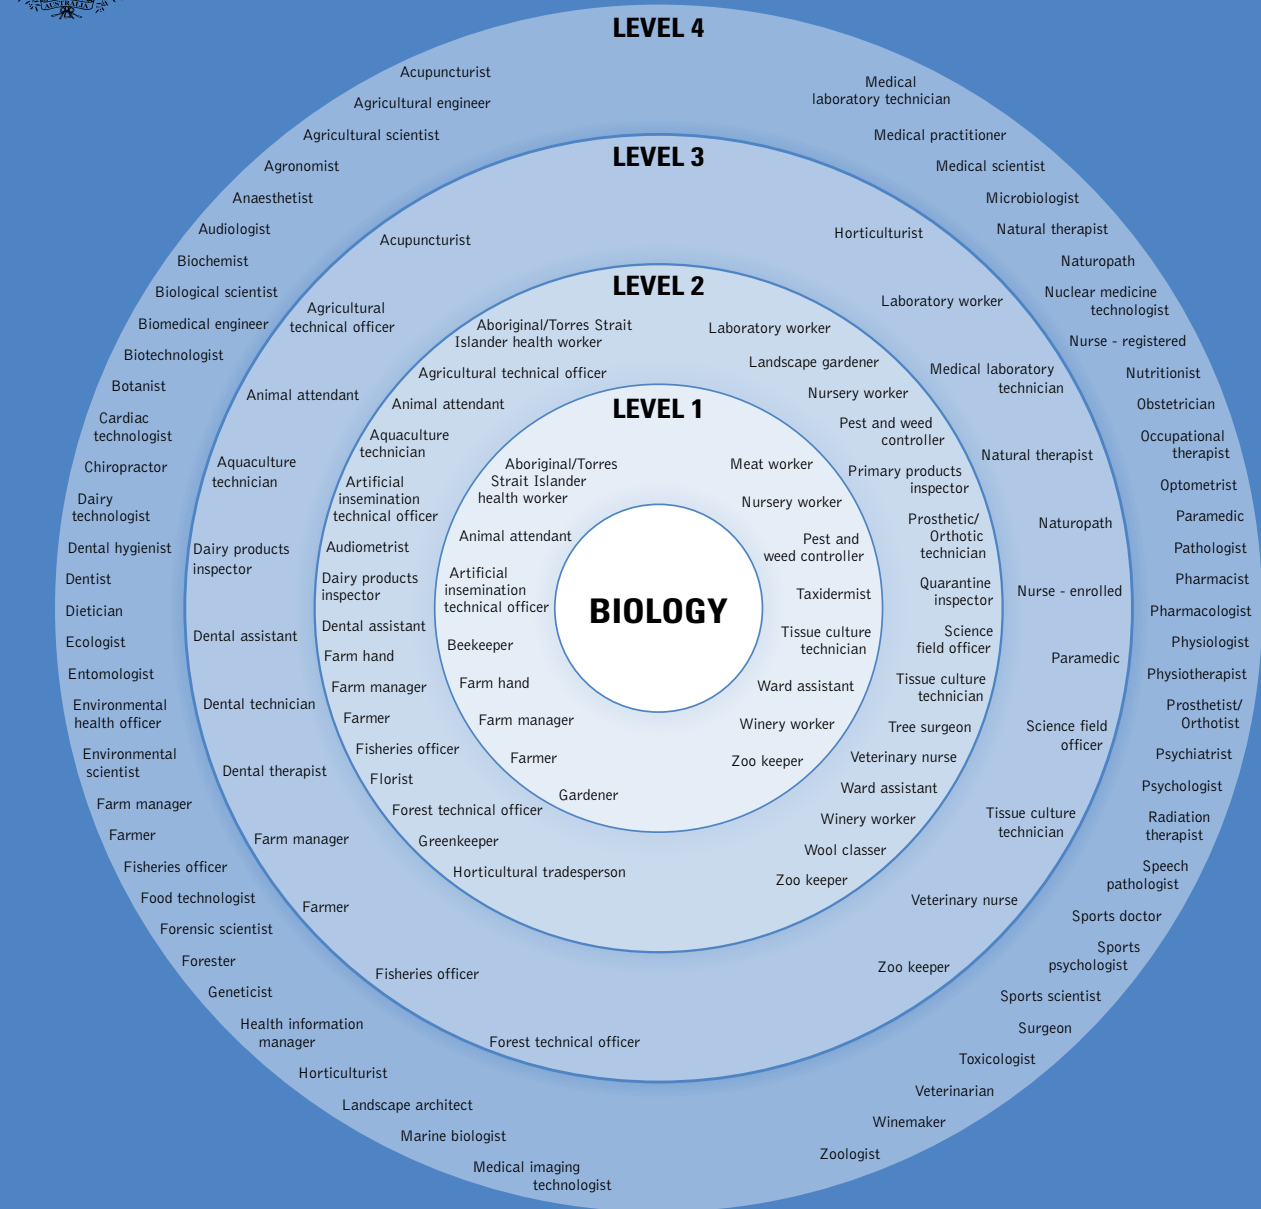 AUSTRALIA
LEVEL 4
Acupuncturist
Agricultural engineer
Agricultural scientist
Agronomist
Anaesthetist
Audiologist
Biochemist
Biological scientist
Biomedical engineer
Biotechnologist
Botanist
Cardiac
technologist
Chiropractor
Dairy
technologist
Dental hygienist
Dentist
Dietician
Ecologist
Entomologist
Environmental
health officer
Environmental
scientist
Farm manager
Farmer
Fisheries officer
Food technologist
Forensic scientist
Forester
Geneticist
Health information
manager
Horticulturist
Landscape architect
Marine biologist
Medical imaging
technologist
Medical
laboratory technician
Medical practitioner
Medical scientist
Microbiologist
Natural therapist
Naturopath
Nuclear medicine
technologist
Nurse - registered
Nutritionist
Obstetrician
Occupational
therapist
Optometrist
Paramedic
Pathologist
Pharmacist
Pharmacologist
Physiologist
Physiotherapist
Prosthetist/
Orthotist
Psychiatrist
Psychologist
Radiation
therapist
Speech
pathologist
Sports doctor
Sports
psychologist
Sports scientist
Surgeon
Toxicologist
Veterinarian
Winemaker
Zoologist
LEVEL 3
Acupuncturist
Agricultural
technical officer
Animal attendant
Aquaculture
technician
Dairy products
inspector
Dental assistant
Dental technician
Dental therapist
Farm manager
Farmer
Fisheries officer
Forest technical officer
Horticulturist
Laboratory worker
Medical laboratory
technician
Natural therapist
Naturopath
Nurse - enrolled
Paramedic
Science field
officer
Tissue culture
technician
Veterinary nurse
Zoo keeper
LEVEL 2
Aboriginal/Torres Strait
Islander health worker
Agricultural technical officer
Animal attendant
Aquaculture
technician
Artificial
insemination
technical officer
Audiometrist
Dairy products
inspector
Dental assistant
Farm hand
Farm manager
Farmer
Fisheries officer
Florist
Forest technical officer
Greenkeeper
Horticultural tradesperson
Laboratory worker
Landscape gardener
Nursery worker
Pest and weed
controller
Primary products
inspector
Prosthetic/
Orthotic
technician
Quarantine
inspector
Science
field officer
Tissue culture
technician
Tree surgeon
Veterinary nurse
Ward assistant
Winery worker
Wool classer
Zoo keeper
LEVEL 1
Aboriginal/Torres
Strait Islander
health worker
Animal attendant
Artificial
insemination
technical officer
Beekeeper
Farm hand
Farm manager
Farmer
Gardener
Meat worker
Nursery worker
Pest and
weed controller
Taxidermist
Tissue culture
technician
Ward assistant
Winery worker
Zoo keeper
BIOLOGY